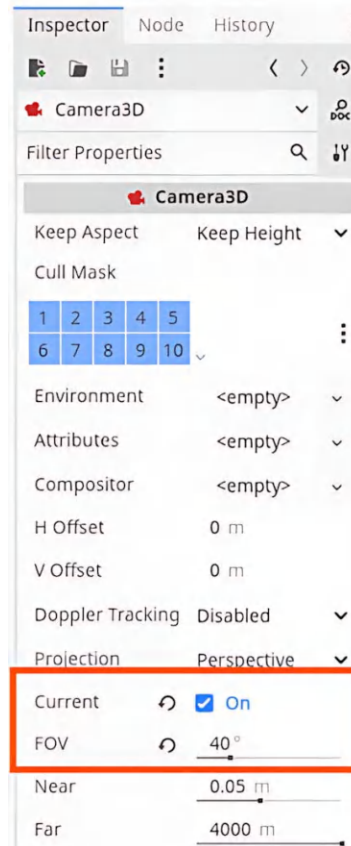 Inspector Node History
Camera3D
DOC
Filter Properties
Camera3D
Keep Aspect Keep Height
Cull Mask
1 2 3 4 5
6 7 8 9 10
Environment <empty>
Attributes <empty>
Compositor <empty>
H Offset 0 m
V Offset 0 m
Doppler Tracking Disabled
Projection Perspective
Current On
FOV 40 °
Near 0.05 m
Far 4000 m